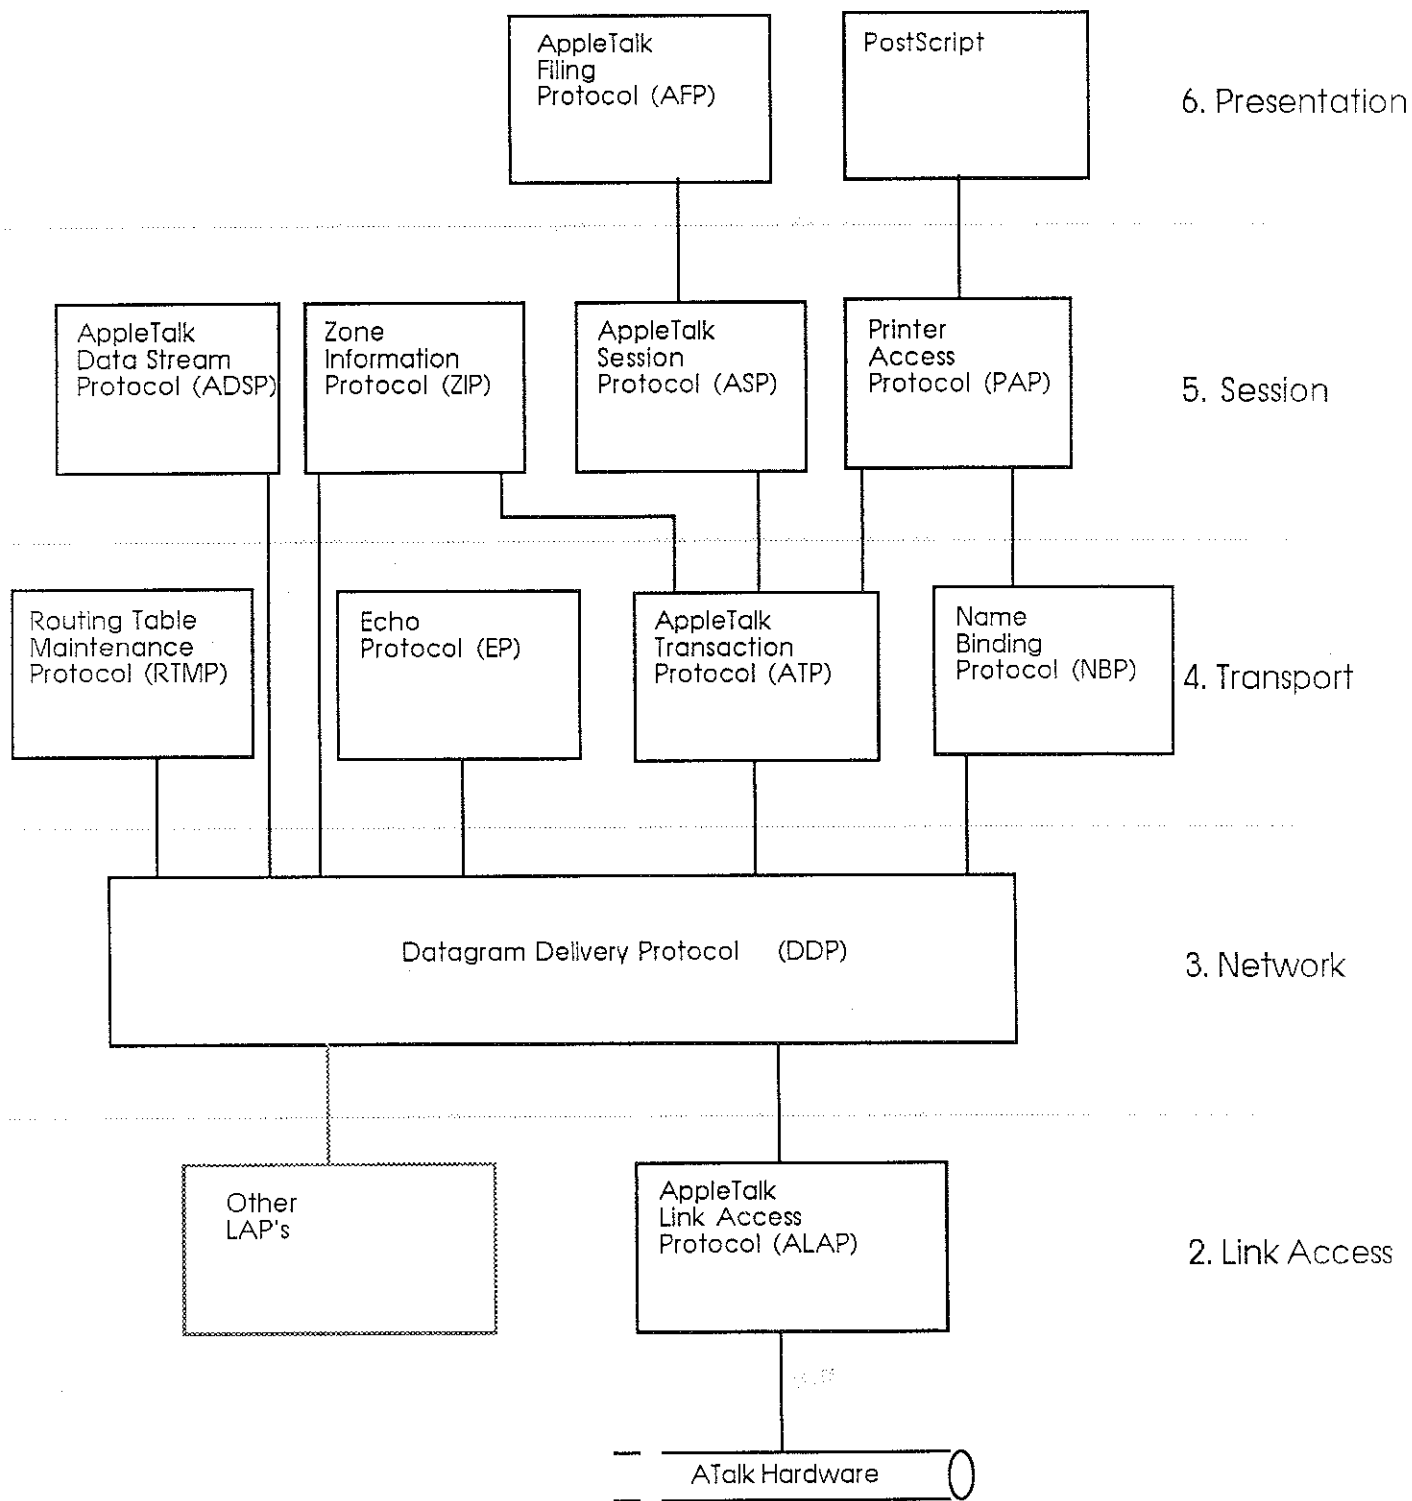 AppleTalk
Filing
Protocol (AFP)
PostScript
6. Presentation
AppleTalk
Data Stream
Protocol (ADSP)
Zone
Information
Protocol (ZIP)
AppleTalk
Session
Protocol (ASP)
Printer
Access
Protocol (PAP)
5. Session
Routing Table
Maintenance
Protocol (RTMP)
Echo
Protocol (EP)
AppleTalk
Transaction
Protocol (ATP)
Name
Binding
Protocol (NBP)
4. Transport
Datagram Delivery Protocol (DDP)
3. Network
Other
LAP's
AppleTalk
Link Access
Protocol (ALAP)
2. Link Access
ATalk Hardware